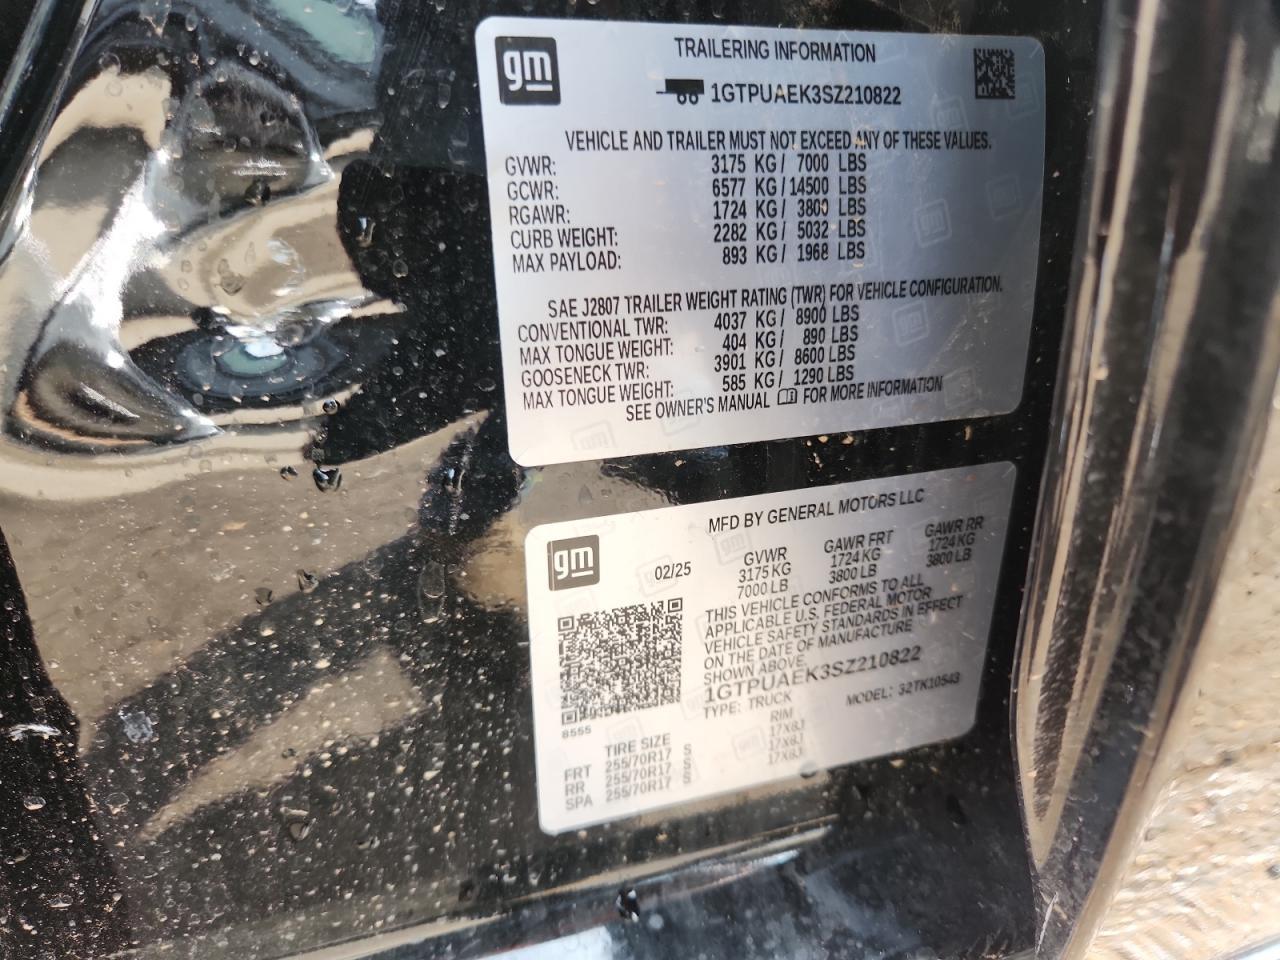 gm
TRAILERING INFORMATION
1GTPUAEK3SZ210822
VEHICLE AND TRAILER MUST NOT EXCEED ANY OF THESE VALUES.
GVWR: 3175 KG / 7000 LBS
GCWR: 6577 KG / 14500 LBS
RGAWR: 1724 KG / 3800 LBS
CURB WEIGHT: 2282 KG / 5032 LBS
MAX PAYLOAD: 893 KG / 1968 LBS
SAE J2807 TRAILER WEIGHT RATING (TWR) FOR VEHICLE CONFIGURATION.
CONVENTIONAL TWR: 4037 KG / 8900 LBS
MAX TONGUE WEIGHT: 404 KG / 890 LBS
GOOSENECK TWR: 3901 KG / 8600 LBS
MAX TONGUE WEIGHT: 585 KG / 1290 LBS
SEE OWNER'S MANUAL FOR MORE INFORMATION
gm
MFD BY GENERAL MOTORS LLC
02/25
GVWR GAWR FRT GAWR RR
3175 KG 1724 KG 1724 KG
7000 LB 3800 LB 3800 LB
THIS VEHICLE CONFORMS TO ALL
APPLICABLE U.S. FEDERAL MOTOR
VEHICLE SAFETY STANDARDS IN EFFECT
ON THE DATE OF MANUFACTURE
SHOWN ABOVE.
1GTPUAEK3SZ210822
TYPE: TRUCK MODEL: 32TK10543
8555
TIRE SIZE RIM
FRT 255/70R17 S 17X8J
RR 255/70R17 S 17X8J
SPA 255/70R17 S 17X8J